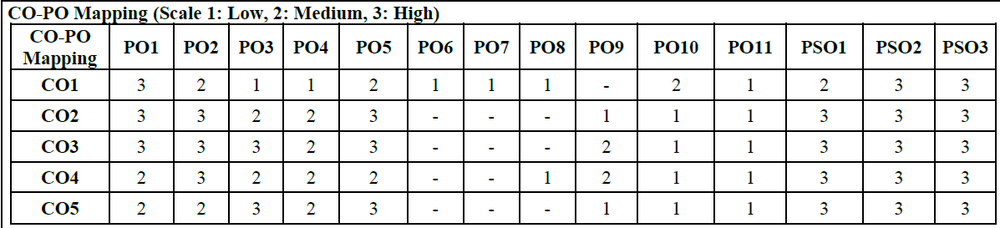 CO-PO Mapping (Scale 1: Low, 2: Medium, 3: High)
CO-PO Mapping PO1 PO2 PO3 PO4 PO5 PO6 PO7 PO8 PO9 PO10 PO11 PSO1 PSO2 PSO3
CO1 3 2 1 1 2 1 1 1 - 2 1 2 3 3
CO2 3 3 2 2 3 - - - 1 1 1 3 3 3
CO3 3 3 3 2 3 - - - 2 1 1 3 3 3
CO4 2 3 2 2 2 - - 1 2 1 1 3 3 3
CO5 2 2 3 2 3 - - - 1 1 1 3 3 3